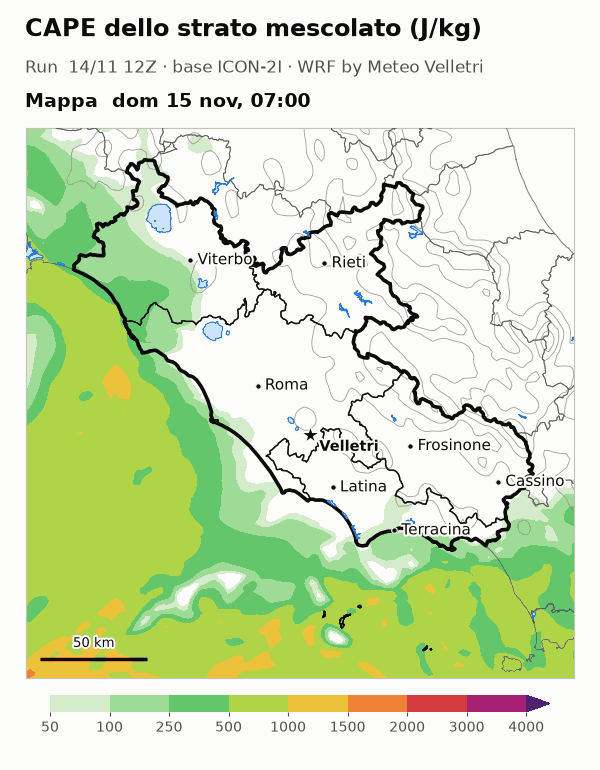 CAPE dello strato mescolato (J/kg)
Run  14/11 12Z · base ICON-2I · WRF by Meteo Velletri
Mappa  dom 15 nov, 07:00
Viterbo
Rieti
Roma
Velletri
Frosinone
Cassino
Latina
Terracina
50 km
50 100 250 500 1000 1500 2000 3000 4000